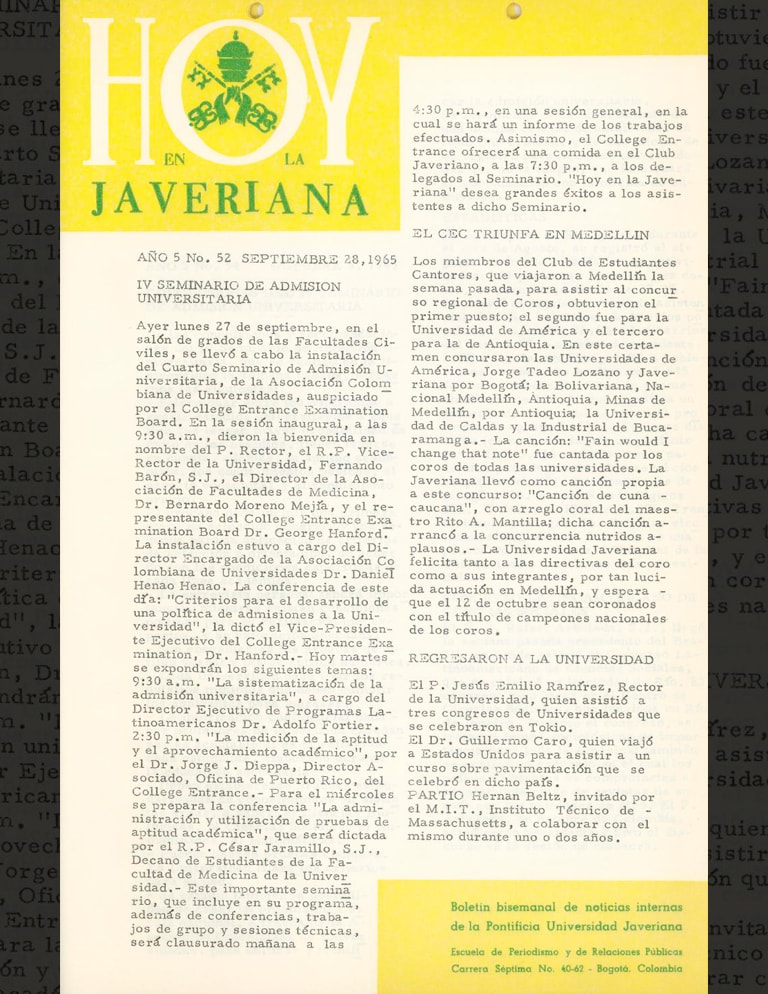 HOY
EN LA
JAVERIANA
AÑO 5 No. 52 SEPTIEMBRE 28,1965
IV SEMINARIO DE ADMISION
UNIVERSITARIA
Ayer lunes 27 de septiembre, en el
salón de grados de las Facultades Ci-
viles, se llevó a cabo la instalación
del Cuarto Seminario de Admisión U-
niversitaria, de la Asociación Colom
biana de Universidades, auspiciado
por el College Entrance Examination
Board. En la sesión inaugural, a las
9:30 a.m., dieron la bienvenida en
nombre del P. Rector, el R.P. Vice-
Rector de la Universidad, Fernando
Barón, S.J., el Director de la Aso-
ciación de Facultades de Medicina,
Dr. Bernardo Moreno Mejía, y el re-
presentante del College Entrance Exa
mination Board Dr. George Hanford.
La instalación estuvo a cargo del Di-
rector Encargado de la Asociación Co
lombiana de Universidades Dr. Daniel
Henao Henao. La conferencia de este
día: "Criterios para el desarrollo de
una política de admisiones a la Uni-
versidad", la dictó el Vice-Presiden-
te Ejecutivo del College Entrance Exa
mination, Dr. Hanford.- Hoy martes
se expondrán los siguientes temas:
9:30 a.m. "La sistematización de la
admisión universitaria", a cargo del
Director Ejecutivo de Programas La-
tinoamericanos Dr. Adolfo Fortier.
2:30 p.m. "La medición de la aptitud
y el aprovechamiento académico", por
el Dr. Jorge J. Dieppa, Director A-
sociado, Oficina de Puerto Rico, del
College Entrance.- Para el miércoles
se prepara la conferencia "La admi-
nistración y utilización de pruebas de
aptitud académica", que será dictada
por el R.P. César Jaramillo, S.J.,
Decano de Estudiantes de la Fa-
cultad de Medicina de la Univer
sidad.- Este importante semina
rio, que incluye en su programa,
además de conferencias, traba-
jos de grupo y sesiones técnicas,
será clausurado mañana a las
4:30 p.m., en una sesión general, en la
cual se hará un informe de los trabajos
efectuados. Asimismo, el College En-
trance ofrecerá una comida en el Club
Javeriano, a las 7:30 p.m., a los de-
legados al Seminario. "Hoy en la Jave-
riana" desea grandes éxitos a los asis-
tentes a dicho Seminario.
EL CEC TRIUNFA EN MEDELLIN
Los miembros del Club de Estudiantes
Cantores, que viajaron a Medellín la
semana pasada, para asistir al concur
so regional de Coros, obtuvieron el
primer puesto; el segundo fue para la
Universidad de América y el tercero
para la de Antioquia. En este certa-
men concursaron las Universidades de
América, Jorge Tadeo Lozano y Jave-
riana por Bogotá; la Bolivariana, Na-
cional Medellín, Antioquia, Minas de
Medellín, por Antioquia; la Universi-
dad de Caldas y la Industrial de Buca-
ramanga.- La canción: "Fain would I
change that note" fue cantada por los
coros de todas las universidades. La
Javeriana llevó como canción propia
a este concurso: "Canción de cuna -
caucana", con arreglo coral del maes-
tro Rito A. Mantilla; dicha canción a-
rrancó a la concurrencia nutridos a-
plausos.- La Universidad Javeriana
felicita tanto a las directivas del coro
como a sus integrantes, por tan luci-
da actuación en Medellín, y espera -
que el 12 de octubre sean coronados
con el título de campeones nacionales
de los coros.
REGRESARON A LA UNIVERSIDAD
El P. Jesús Emilio Ramírez, Rector
de la Universidad, quien asistió a
tres congresos de Universidades que
se celebraron en Tokio.
El Dr. Guillermo Caro, quien viajó
a Estados Unidos para asistir a un
curso sobre pavimentación que se
celebró en dicho país.
PARTIO Hernan Beltz, invitado por
el M.I.T., Instituto Técnico de -
Massachusetts, a colaborar con el
mismo durante uno o dos años.
Boletin bisemanal de noticias internas
de la Pontificia Universidad Javeriana
Escuela de Periodismo y de Relaciones Públicas
Carrera Séptima No. 40-62 - Bogotá. Colombia